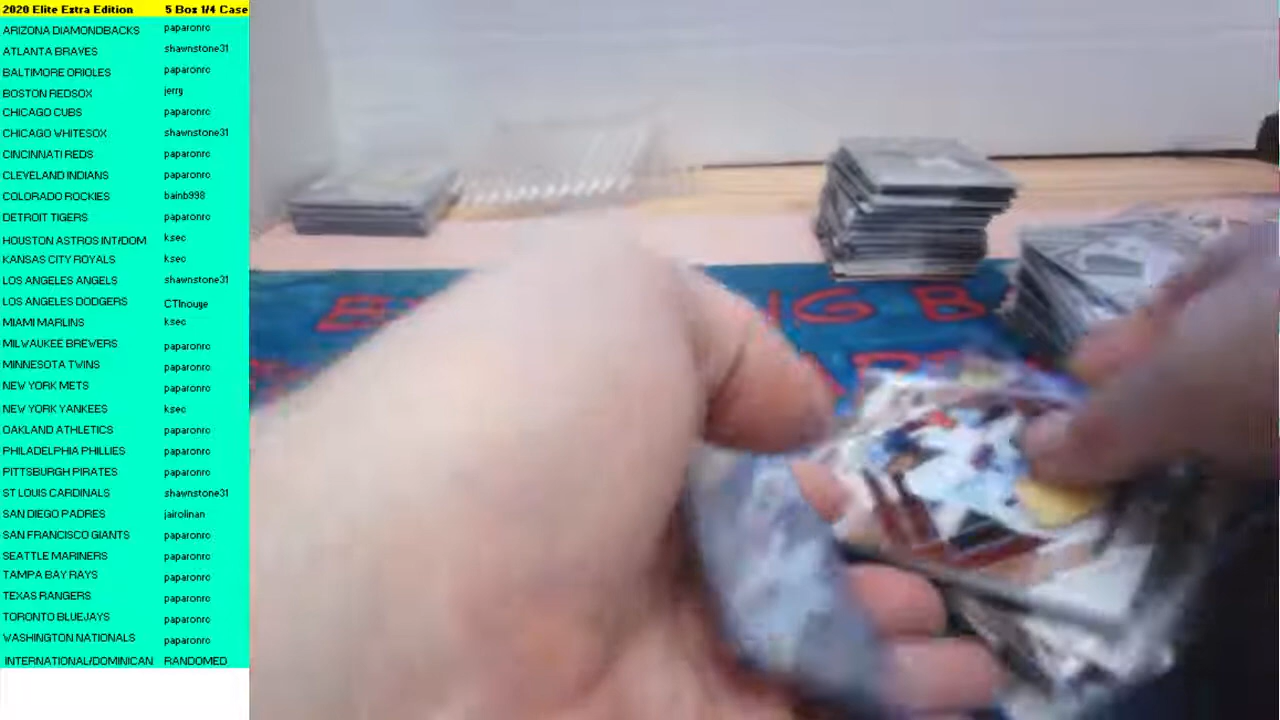 2020 Elite Extra Edition 5 Box 1/4 Case
ARIZONA DIAMONDBACKS paparonro
ATLANTA BRAVES shawnstone31
BALTIMORE ORIOLES paparonro
BOSTON REDSOX jerry
CHICAGO CUBS paparonro
CHICAGO WHITESOX shawnstone31
CINCINNATI REDS paparonro
CLEVELAND INDIANS paparonro
COLORADO ROCKIES bainb998
DETROIT TIGERS paparonro
HOUSTON ASTROS INT/DOM ksec
KANSAS CITY ROYALS ksec
LOS ANGELES ANGELS shawnstone31
LOS ANGELES DODGERS CTInouye
MIAMI MARLINS ksec
MILWAUKEE BREWERS paparonro
MINNESOTA TWINS paparonro
NEW YORK METS paparonro
NEW YORK YANKEES ksec
OAKLAND ATHLETICS paparonro
PHILADELPHIA PHILLIES paparonro
PITTSBURGH PIRATES paparonro
ST LOUIS CARDINALS shawnstone31
SAN DIEGO PADRES jairolinan
SAN FRANCISCO GIANTS paparonro
SEATTLE MARINERS paparonro
TAMPA BAY RAYS paparonro
TEXAS RANGERS paparonro
TORONTO BLUEJAYS paparonro
WASHINGTON NATIONALS paparonro
INTERNATIONAL/DOMINICAN RANDOMED